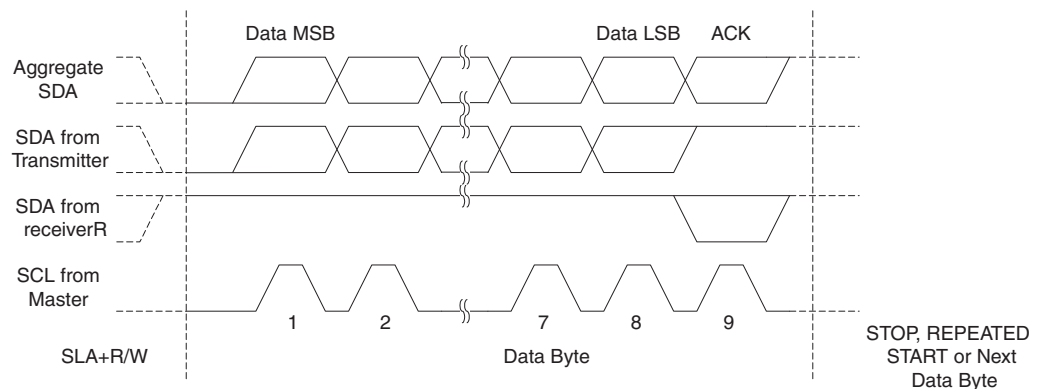 Data MSB
Data LSB
ACK
Aggregate
SDA
SDA from
Transmitter
SDA from
receiverR
SCL from
Master
1
2
7
8
9
SLA+R/W
Data Byte
STOP, REPEATED
START or Next
Data Byte